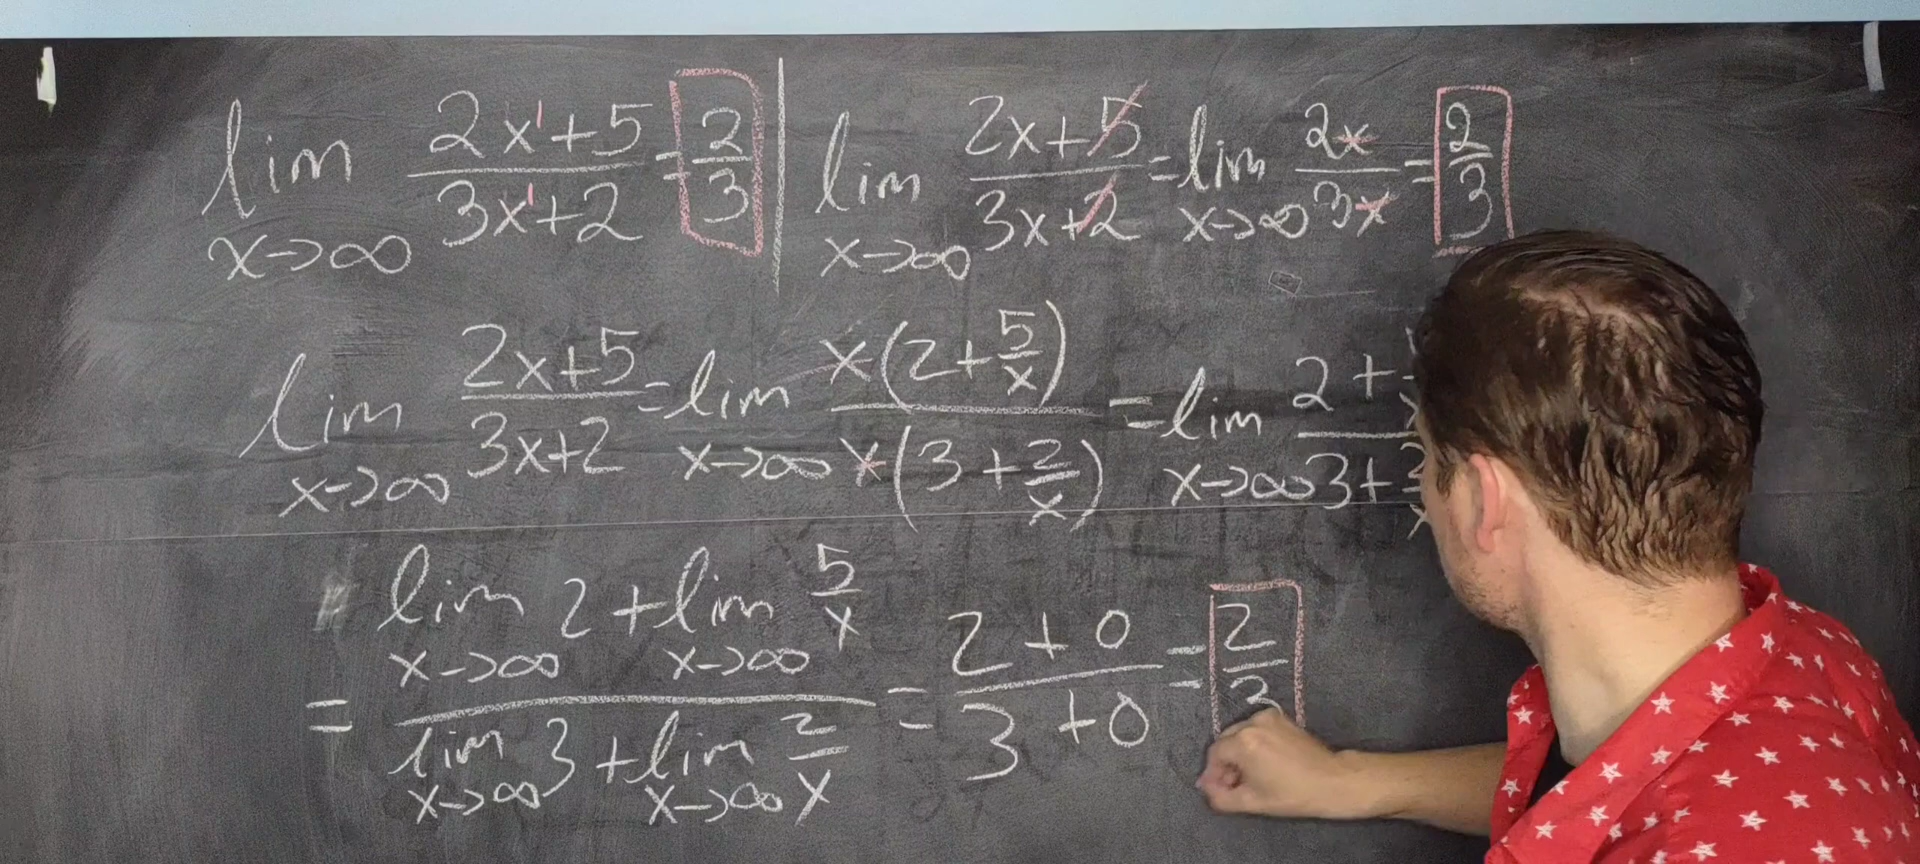 lim x→∞ (2x¹+5)/(3x¹+2) = 2/3 | lim x→∞ (2x+5)/(3x+2) = lim x→∞ 2x/3x = 2/3
lim x→∞ (2x+5)/(3x+2) = lim x→∞ x(2+5/x)/x(3+2/x) = lim x→∞ 2+/3+
= (lim x→∞ 2 + lim x→∞ 5/x)/(lim x→∞ 3 + lim x→∞ 2/x) = (2+0)/(3+0) = 2/3